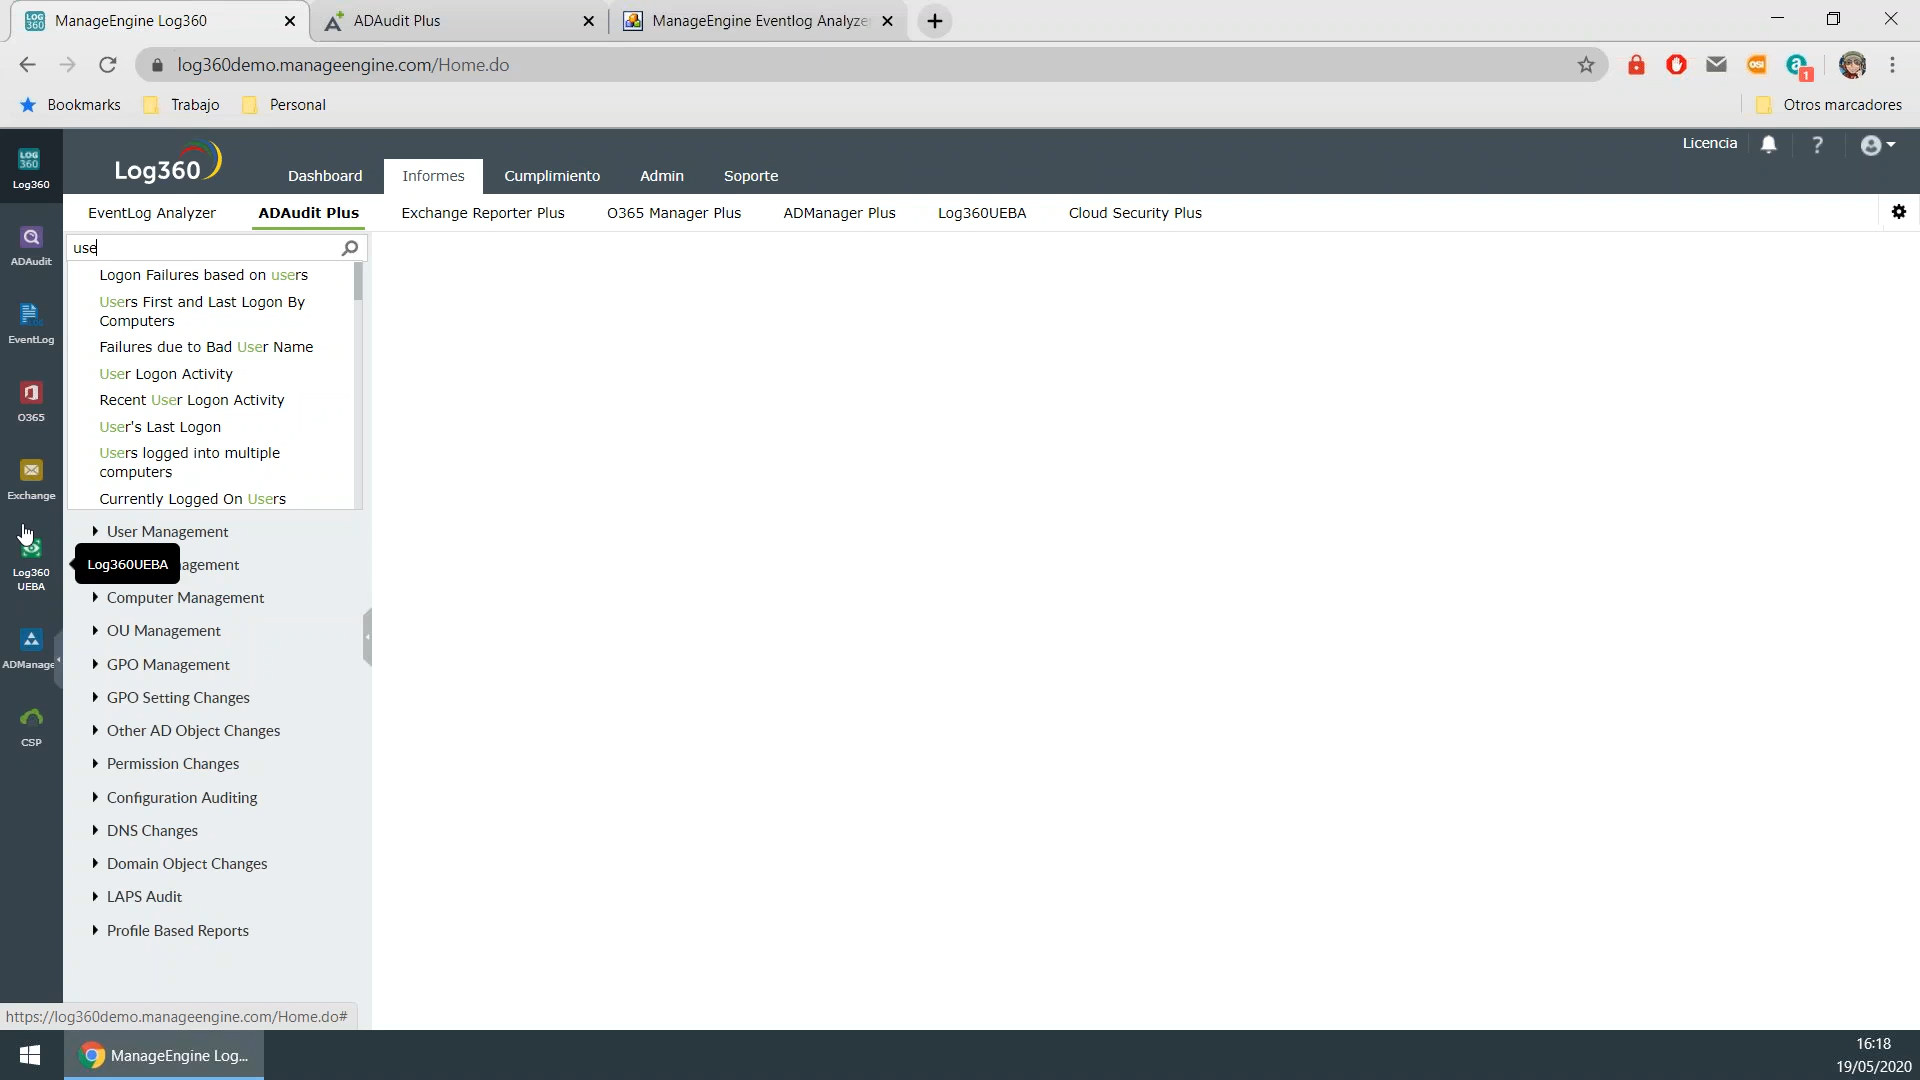 ManageEngine Log360
ADAudit Plus
ManageEngine Eventlog Analyze
log360demo.manageengine.com/Home.do
OSI
1
Bookmarks
Trabajo
Personal
Otros marcadores
LOG
360
Log360
Log360
Dashboard
Informes
Cumplimiento
Admin
Soporte
Licencia
?
EventLog Analyzer
ADAudit Plus
Exchange Reporter Plus
O365 Manager Plus
ADManager Plus
Log360UEBA
Cloud Security Plus
ADAudit
EventLog
O365
Exchange
Log360
UEBA
ADManage
CSP
use
Logon Failures based on users
Users First and Last Logon By
Computers
Failures due to Bad User Name
User Logon Activity
Recent User Logon Activity
User's Last Logon
Users logged into multiple
computers
Currently Logged On Users
User Management
Log360UEBA
agement
Computer Management
OU Management
GPO Management
GPO Setting Changes
Other AD Object Changes
Permission Changes
Configuration Auditing
DNS Changes
Domain Object Changes
LAPS Audit
Profile Based Reports
https://log360demo.manageengine.com/Home.do#
ManageEngine Log...
16:18
19/05/2020